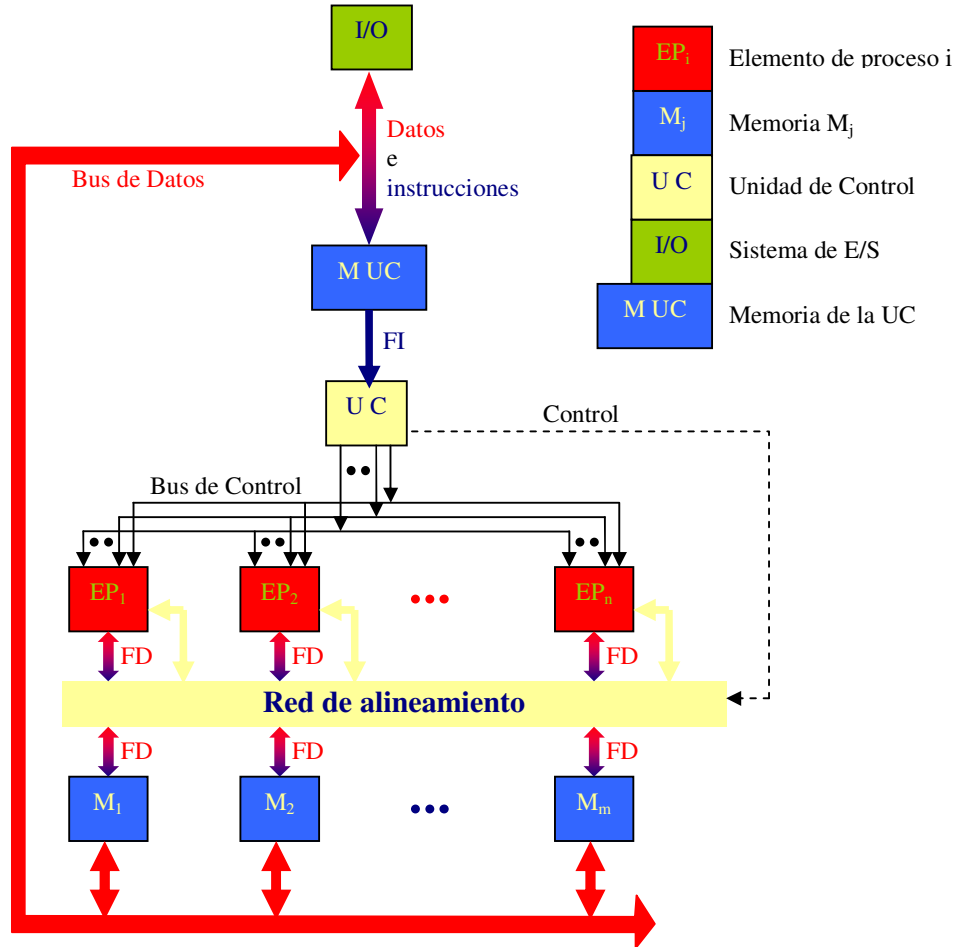 I/O
EPi
Elemento de proceso i
Datos
e
instrucciones
Mj
Memoria Mj
Bus de Datos
U C
Unidad de Control
I/O
Sistema de E/S
M UC
M UC
Memoria de la UC
FI
U C
Control
Bus de Control
EP1
EP2
EPn
FD
FD
FD
Red de alineamiento
FD
FD
FD
M1
M2
Mm